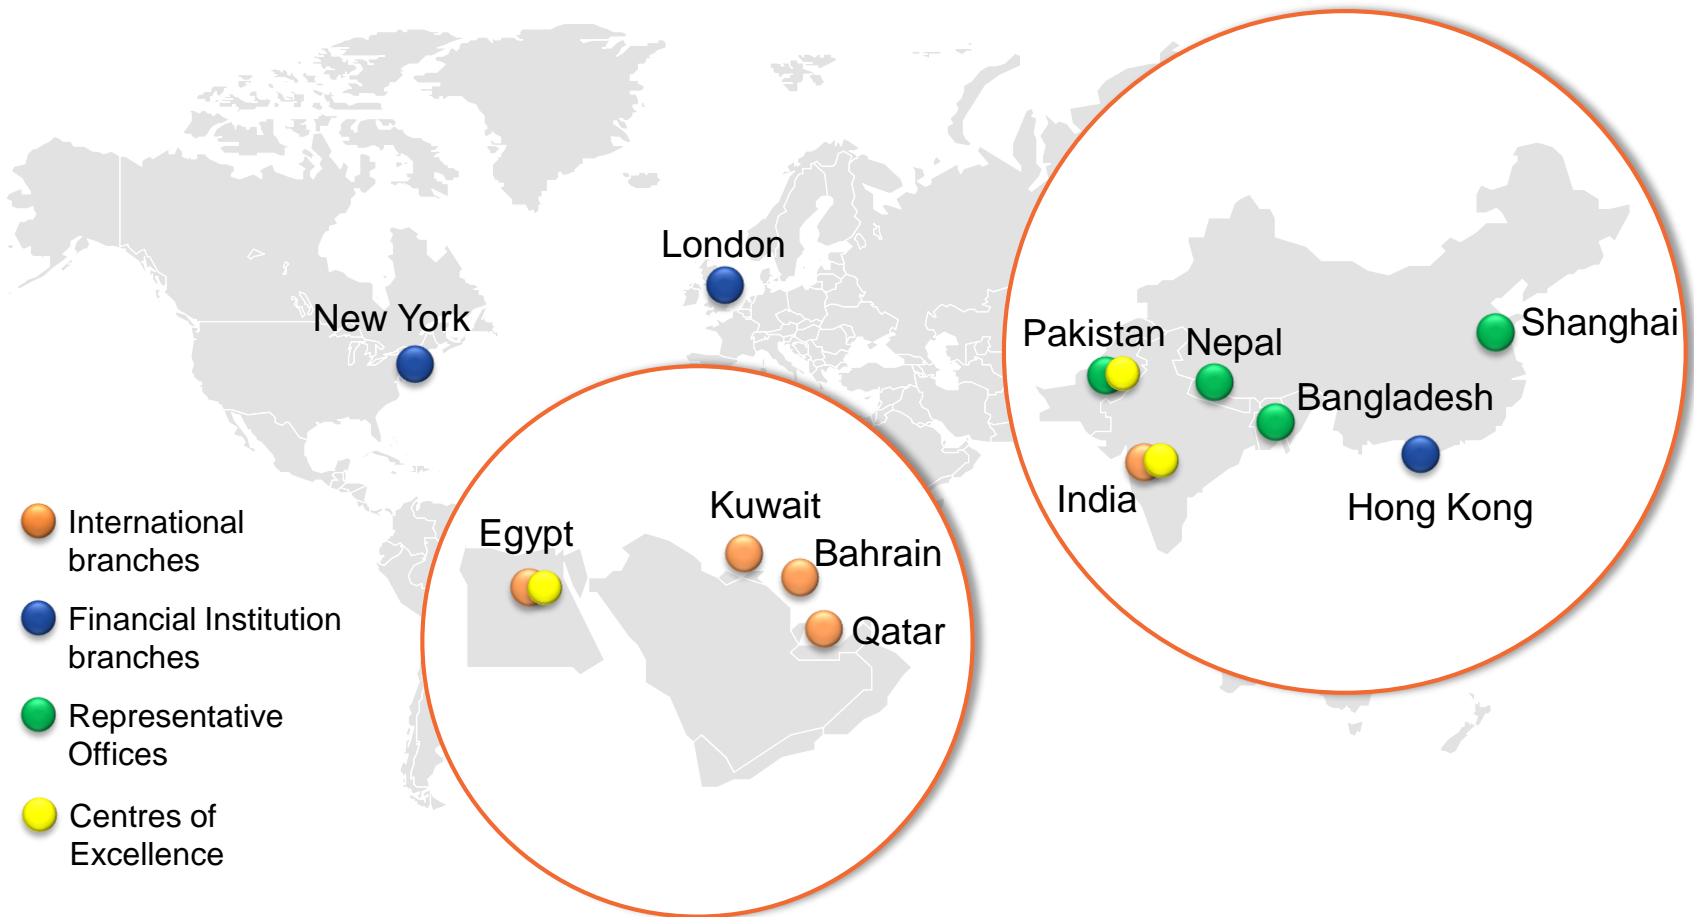 London
New York
Pakistan
Nepal
Shanghai
Bangladesh
India
Hong Kong
Egypt
Kuwait
Bahrain
Qatar
International
branches
Financial Institution
branches
Representative
Offices
Centres of
Excellence